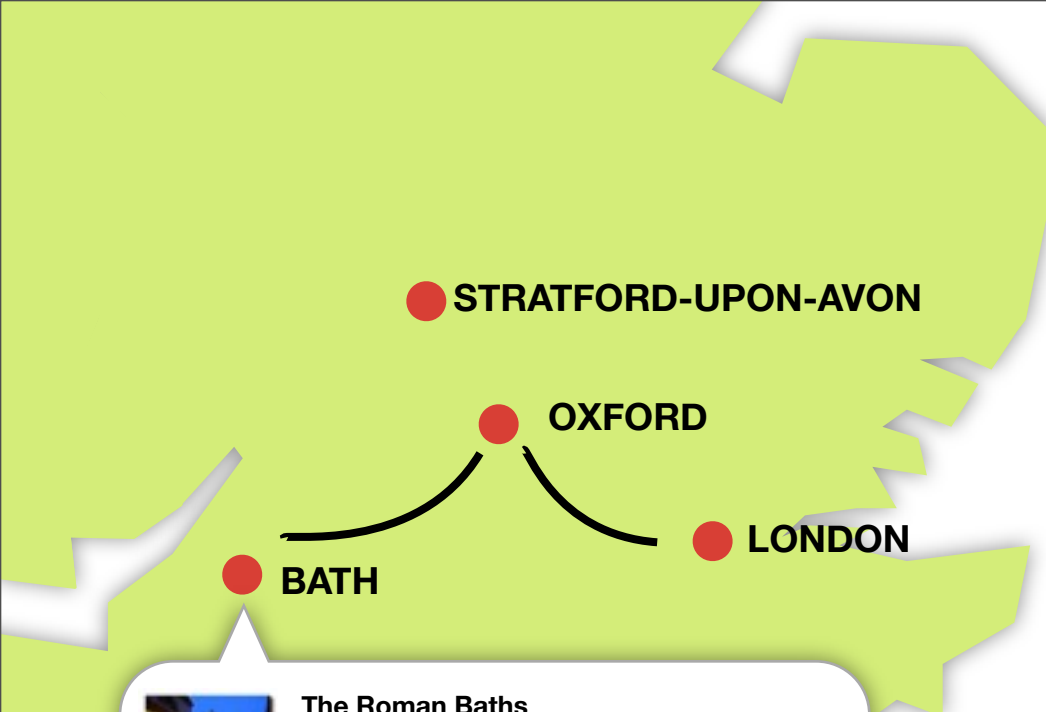 STRATFORD-UPON-AVON
OXFORD
LONDON
BATH
The Roman Baths